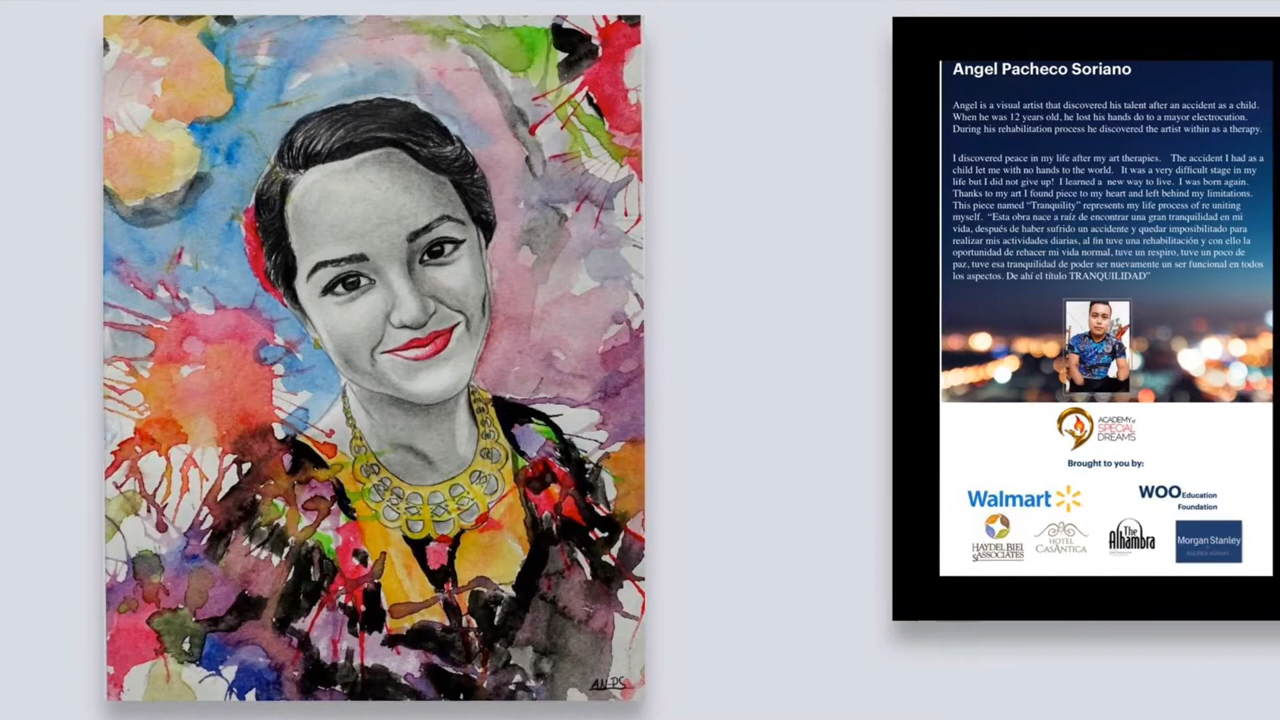 Angel Pacheco Soriano
Angel is a visual artist that discovered his talent after an accident as a child.
When he was 12 years old, he lost his hands do to a mayor electrocution.
During his rehabilitation process he discovered the artist within as a therapy.
I discovered peace in my life after my art therapies. The accident I had as a
child let me with no hands to the world. It was a very difficult stage in my
life but I did not give up! I learned a new way to live. I was born again.
Thanks to my art I found piece to my heart and left behind my limitations.
This piece named “Tranquility” represents my life process of re uniting
myself. “Esta obra nace a raíz de encontrar una gran tranquilidad en mi
vida, después de haber sufrido un accidente y quedar imposibilitado para
realizar mis actividades diarias, al fin tuve una rehabilitación y con ello la
oportunidad de rehacer mi vida normal, tuve un respiro, tuve un poco de
paz, tuve esa tranquilidad de poder ser nuevamente un ser funcional en todos
los aspectos. De ahí el título TRANQUILIDAD”
ACADEMY of
SPECIAL
DREAMS
Brought to you by:
Walmart
WOO Education
Foundation
HAYDEL BIEL
& ASSOCIATES
HOTEL
CASANTICA
The
Alhambra
Morgan Stanley
AN-PS